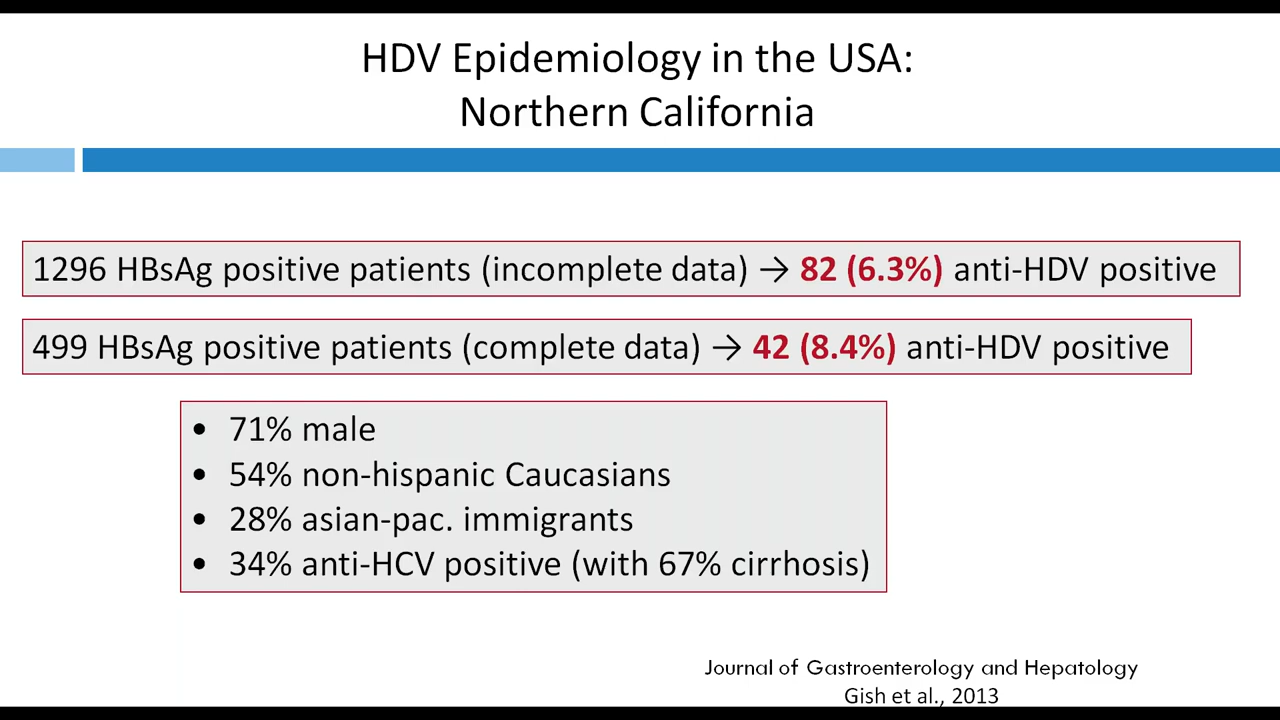 HDV Epidemiology in the USA:
Northern California
1296 HBsAg positive patients (incomplete data) → 82 (6.3%) anti-HDV positive
499 HBsAg positive patients (complete data) → 42 (8.4%) anti-HDV positive
• 71% male
• 54% non-hispanic Caucasians
• 28% asian-pac. immigrants
• 34% anti-HCV positive (with 67% cirrhosis)
Journal of Gastroenterology and Hepatology
Gish et al., 2013